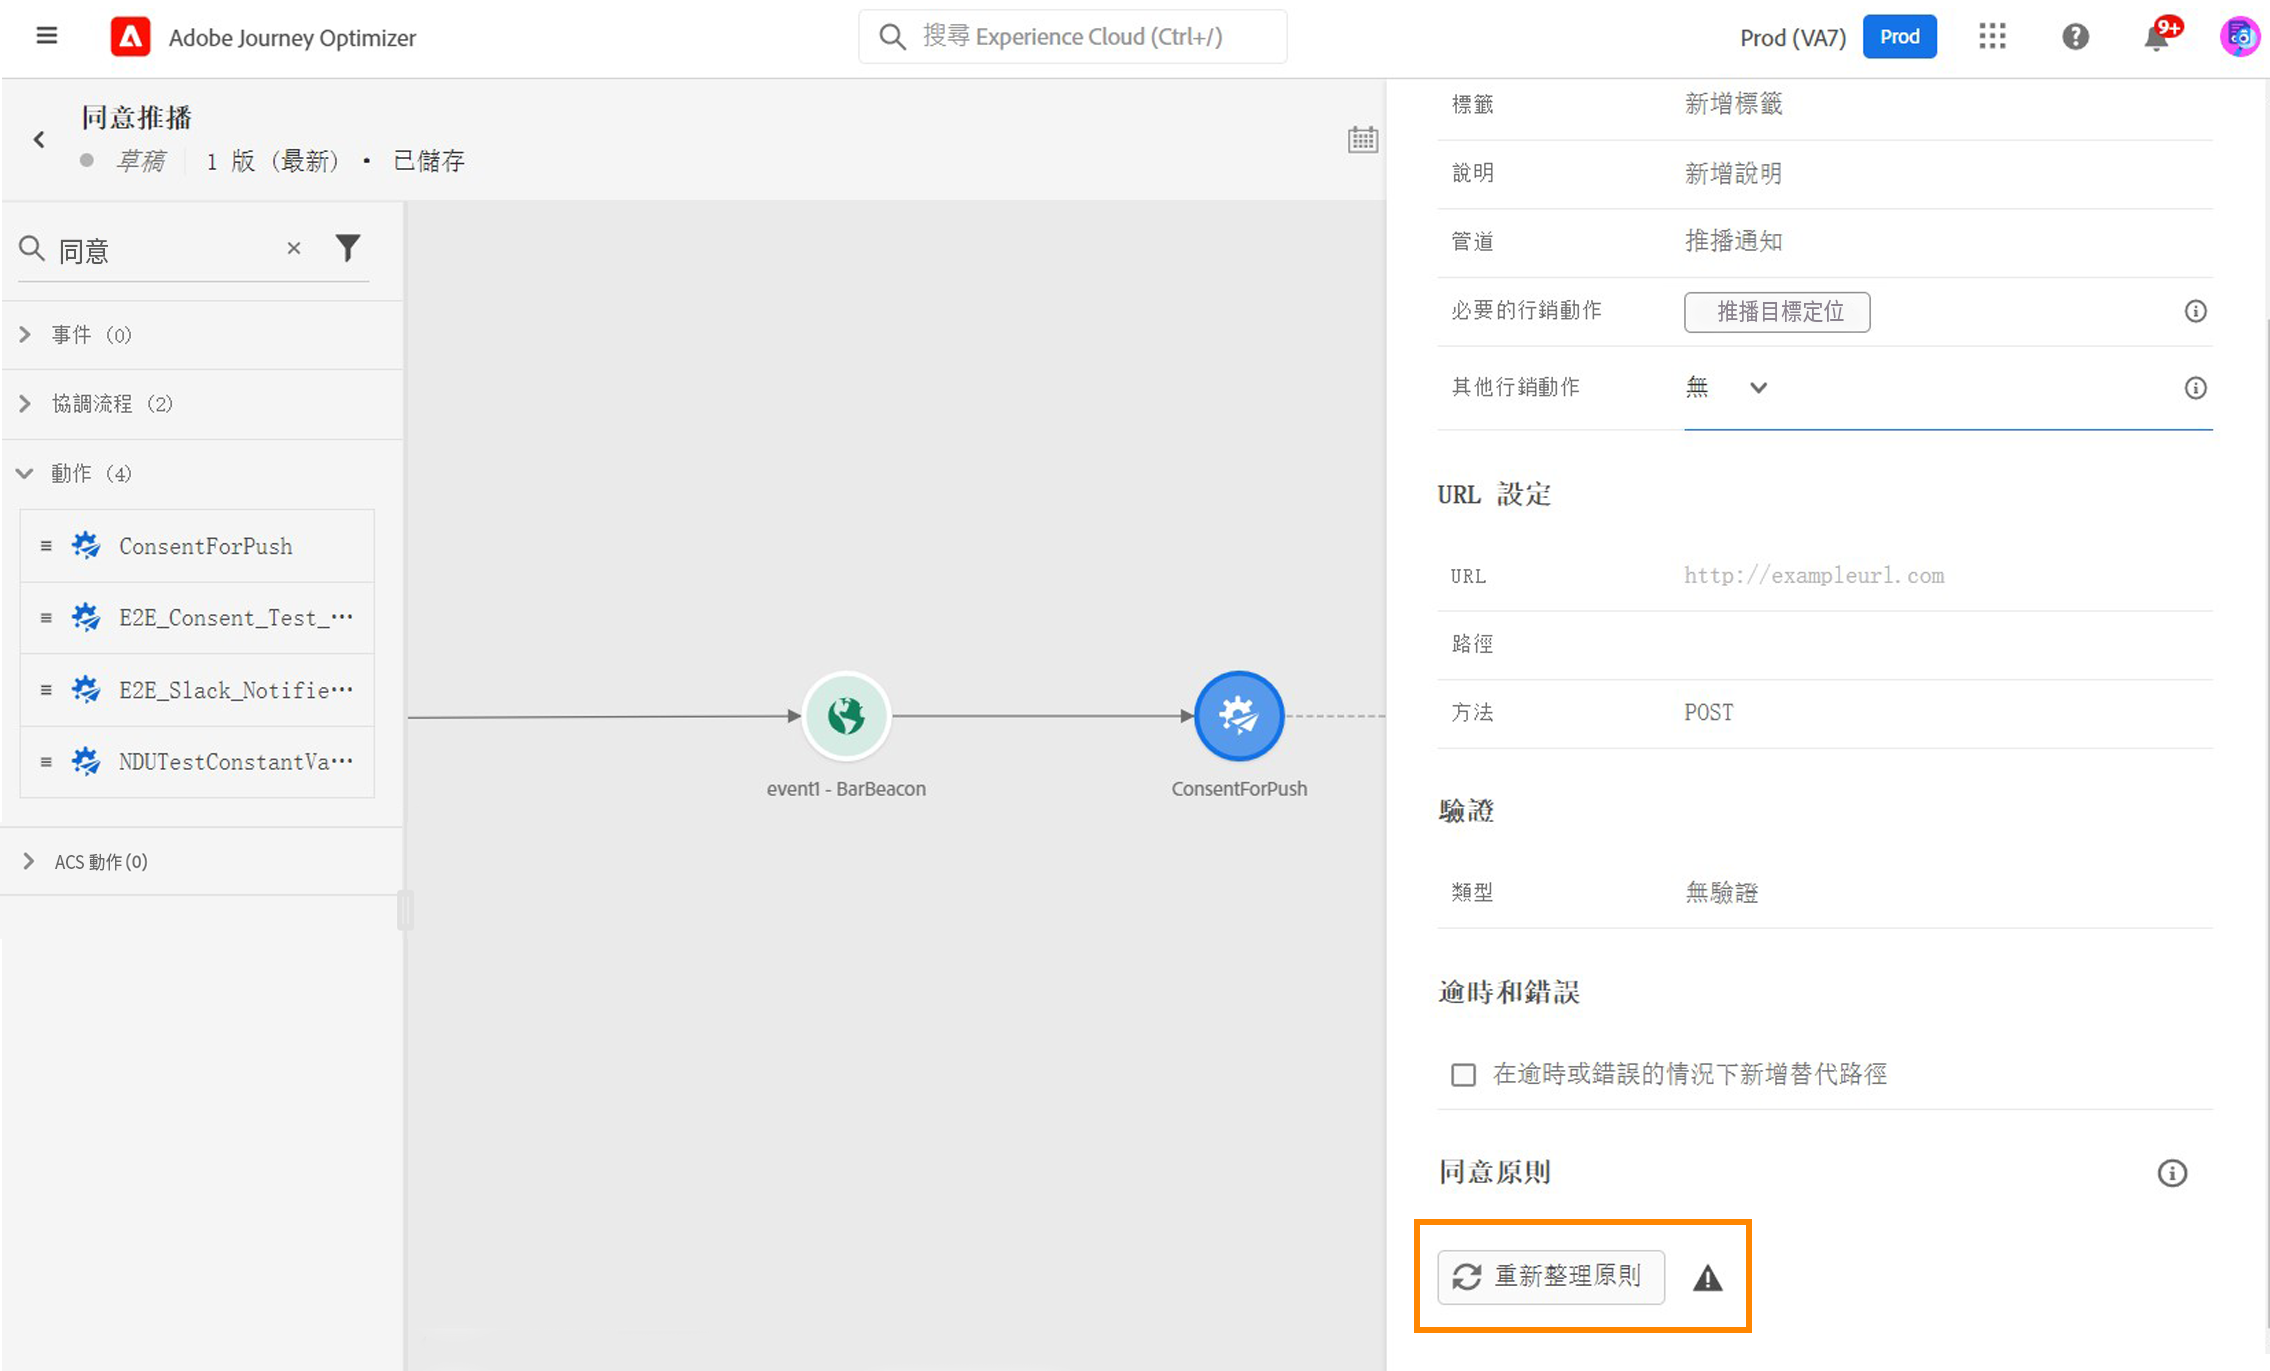 Adobe Journey Optimizer
搜尋 Experience Cloud (Ctrl+/)
Prod (VA7)
Prod
9+
同意推播
草稿
1 版 (最新) • 已儲存
同意
事件 (0)
協調流程 (2)
動作 (4)
ConsentForPush
E2E_Consent_Test_…
E2E_Slack_Notifie…
NDUTestConstantVa…
ACS 動作(0)
event1 - BarBeacon
ConsentForPush
標籤
新增標籤
說明
新增說明
管道
推播通知
必要的行銷動作
推播目標定位
其他行銷動作
無
URL 設定
URL
http://exampleurl.com
路徑
方法
POST
驗證
類型
無驗證
逾時和錯誤
在逾時或錯誤的情況下新增替代路徑
同意原則
重新整理原則